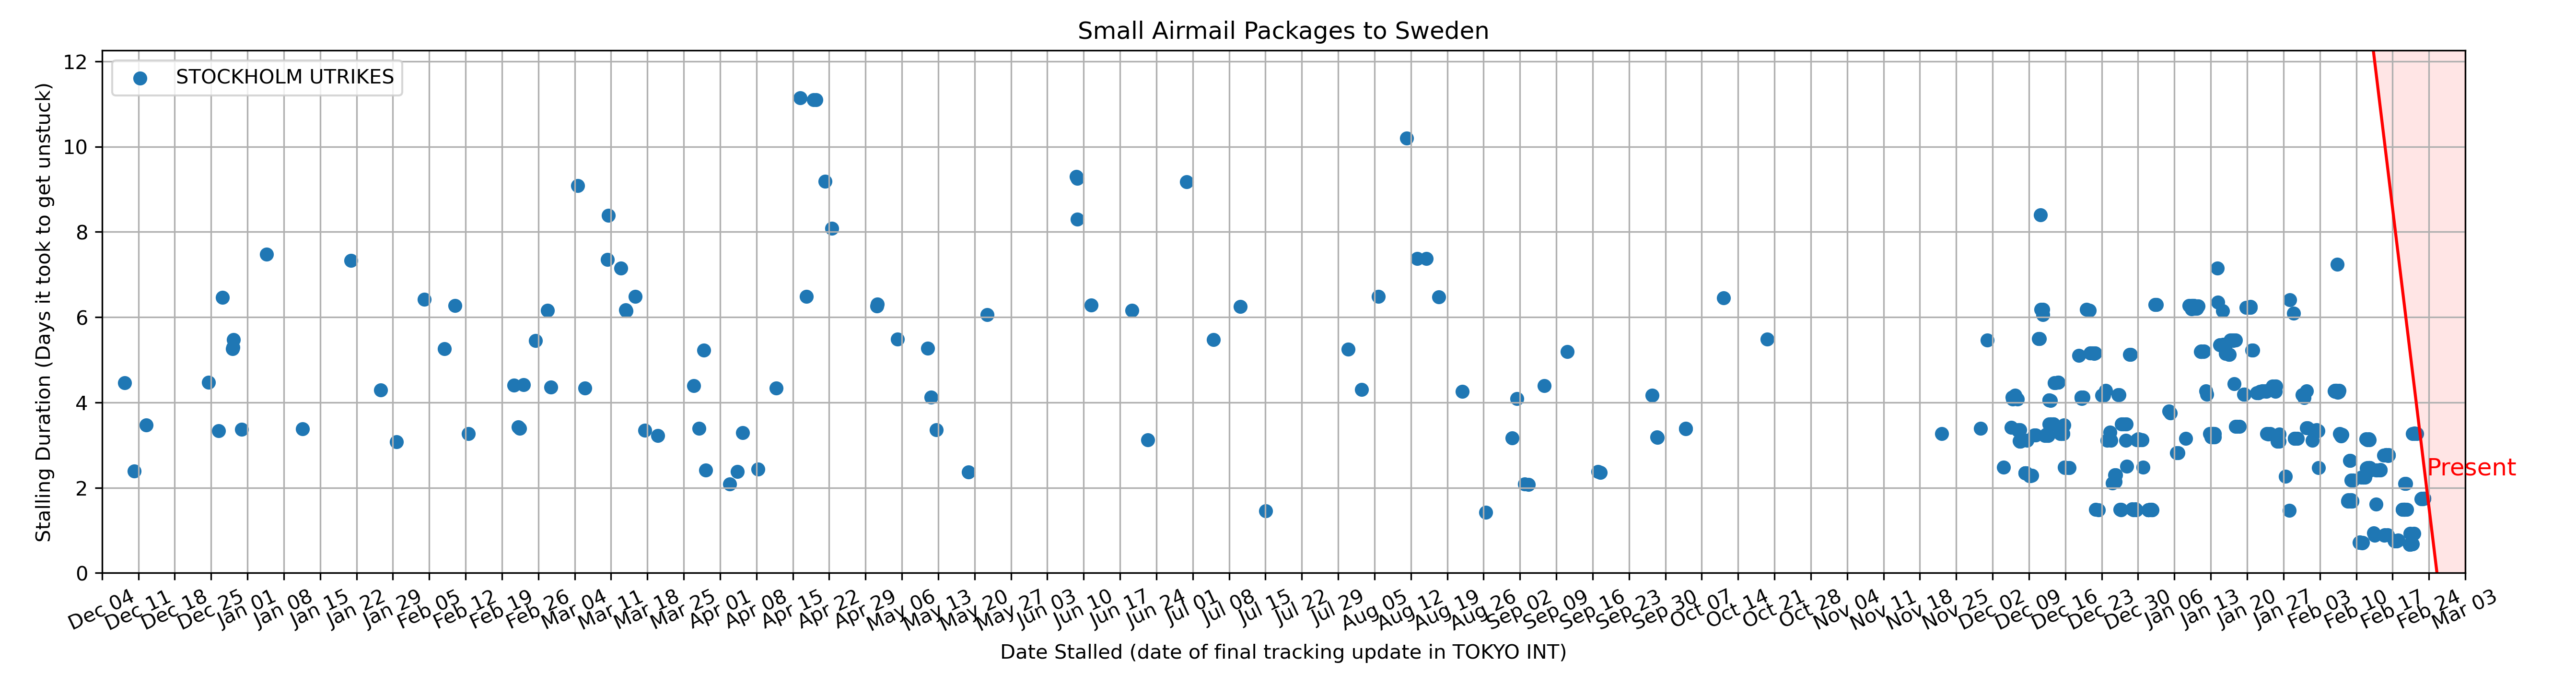 Small Airmail Packages to Sweden
STOCKHOLM UTRIKES
Stalling Duration (Days it took to get unstuck)
12
10
8
6
4
2
0
Present
Dec 04
Dec 11
Dec 18
Dec 25
Jan 01
Jan 08
Jan 15
Jan 22
Jan 29
Feb 05
Feb 12
Feb 19
Feb 26
Mar 04
Mar 11
Mar 18
Mar 25
Apr 01
Apr 08
Apr 15
Apr 22
Apr 29
May 06
May 13
May 20
May 27
Jun 03
Jun 10
Jun 17
Jun 24
Jul 01
Jul 08
Jul 15
Jul 22
Jul 29
Aug 05
Aug 12
Aug 19
Aug 26
Sep 02
Sep 09
Sep 16
Sep 23
Sep 30
Oct 07
Oct 14
Oct 21
Oct 28
Nov 04
Nov 11
Nov 18
Nov 25
Dec 02
Dec 09
Dec 16
Dec 23
Dec 30
Jan 06
Jan 13
Jan 20
Jan 27
Feb 03
Feb 10
Feb 17
Feb 24
Mar 03
Date Stalled (date of final tracking update in TOKYO INT)